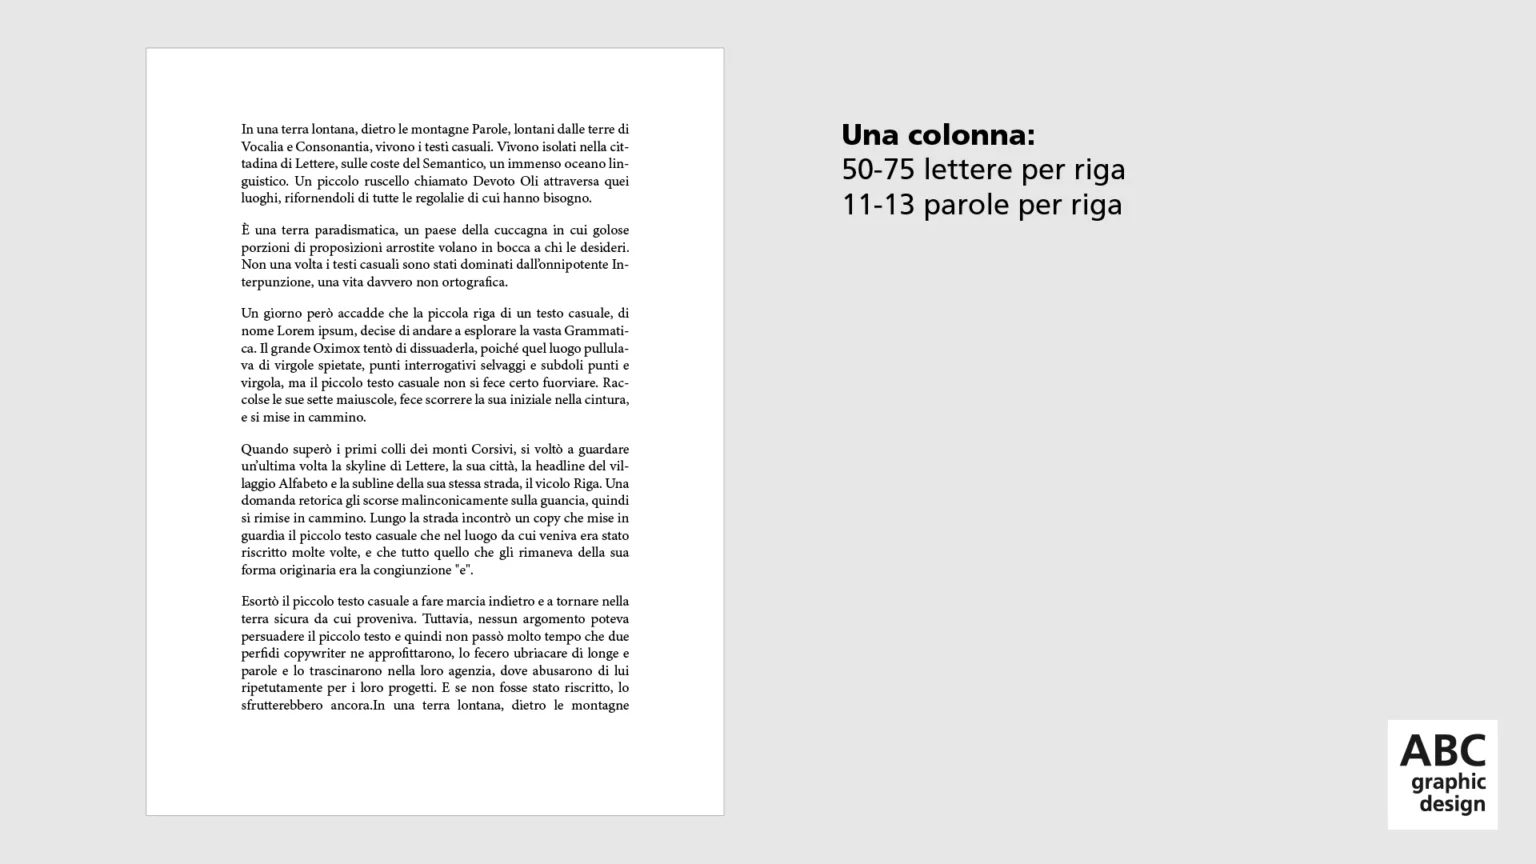 In una terra lontana, dietro le montagne Parole, lontani dalle terre di
Vocalia e Consonantia, vivono i testi casuali. Vivono isolati nella cit-
tadina di Lettere, sulle coste del Semantico, un immenso oceano lin-
guistico. Un piccolo ruscello chiamato Devoto Oli attraversa quei
luoghi, rifornendoli di tutte le regolalie di cui hanno bisogno.
È una terra paradismatica, un paese della cuccagna in cui golose
porzioni di proposizioni arrostite volano in bocca a chi le desideri.
Non una volta i testi casuali sono stati dominati dall’onnipotente In-
terpunzione, una vita davvero non ortografica.
Un giorno però accadde che la piccola riga di un testo casuale, di
nome Lorem ipsum, decise di andare a esplorare la vasta Grammati-
ca. Il grande Oximox tentò di dissuaderla, poiché quel luogo pullula-
va di virgole spietate, punti interrogativi selvaggi e subdoli punti e
virgola, ma il piccolo testo casuale non si fece certo fuorviare. Rac-
colse le sue sette maiuscole, fece scorrere la sua iniziale nella cintura,
e si mise in cammino.
Quando superò i primi colli dei monti Corsivi, si voltò a guardare
un’ultima volta la skyline di Lettere, la sua città, la headline del vil-
laggio Alfabeto e la subline della sua stessa strada, il vicolo Riga. Una
domanda retorica gli scorse malinconicamente sulla guancia, quindi
si rimise in cammino. Lungo la strada incontrò un copy che mise in
guardia il piccolo testo casuale che nel luogo da cui veniva era stato
riscritto molte volte, e che tutto quello che gli rimaneva della sua
forma originaria era la congiunzione "e".
Esortò il piccolo testo casuale a fare marcia indietro e a tornare nella
terra sicura da cui proveniva. Tuttavia, nessun argomento poteva
persuadere il piccolo testo e quindi non passò molto tempo che due
perfidi copywriter ne approfittarono, lo fecero ubriacare di longe e
parole e lo trascinarono nella loro agenzia, dove abusarono di lui
ripetutamente per i loro progetti. E se non fosse stato riscritto, lo
sfrutterebbero ancora.In una terra lontana, dietro le montagne
Una colonna:
50-75 lettere per riga
11-13 parole per riga
ABC
graphic
design